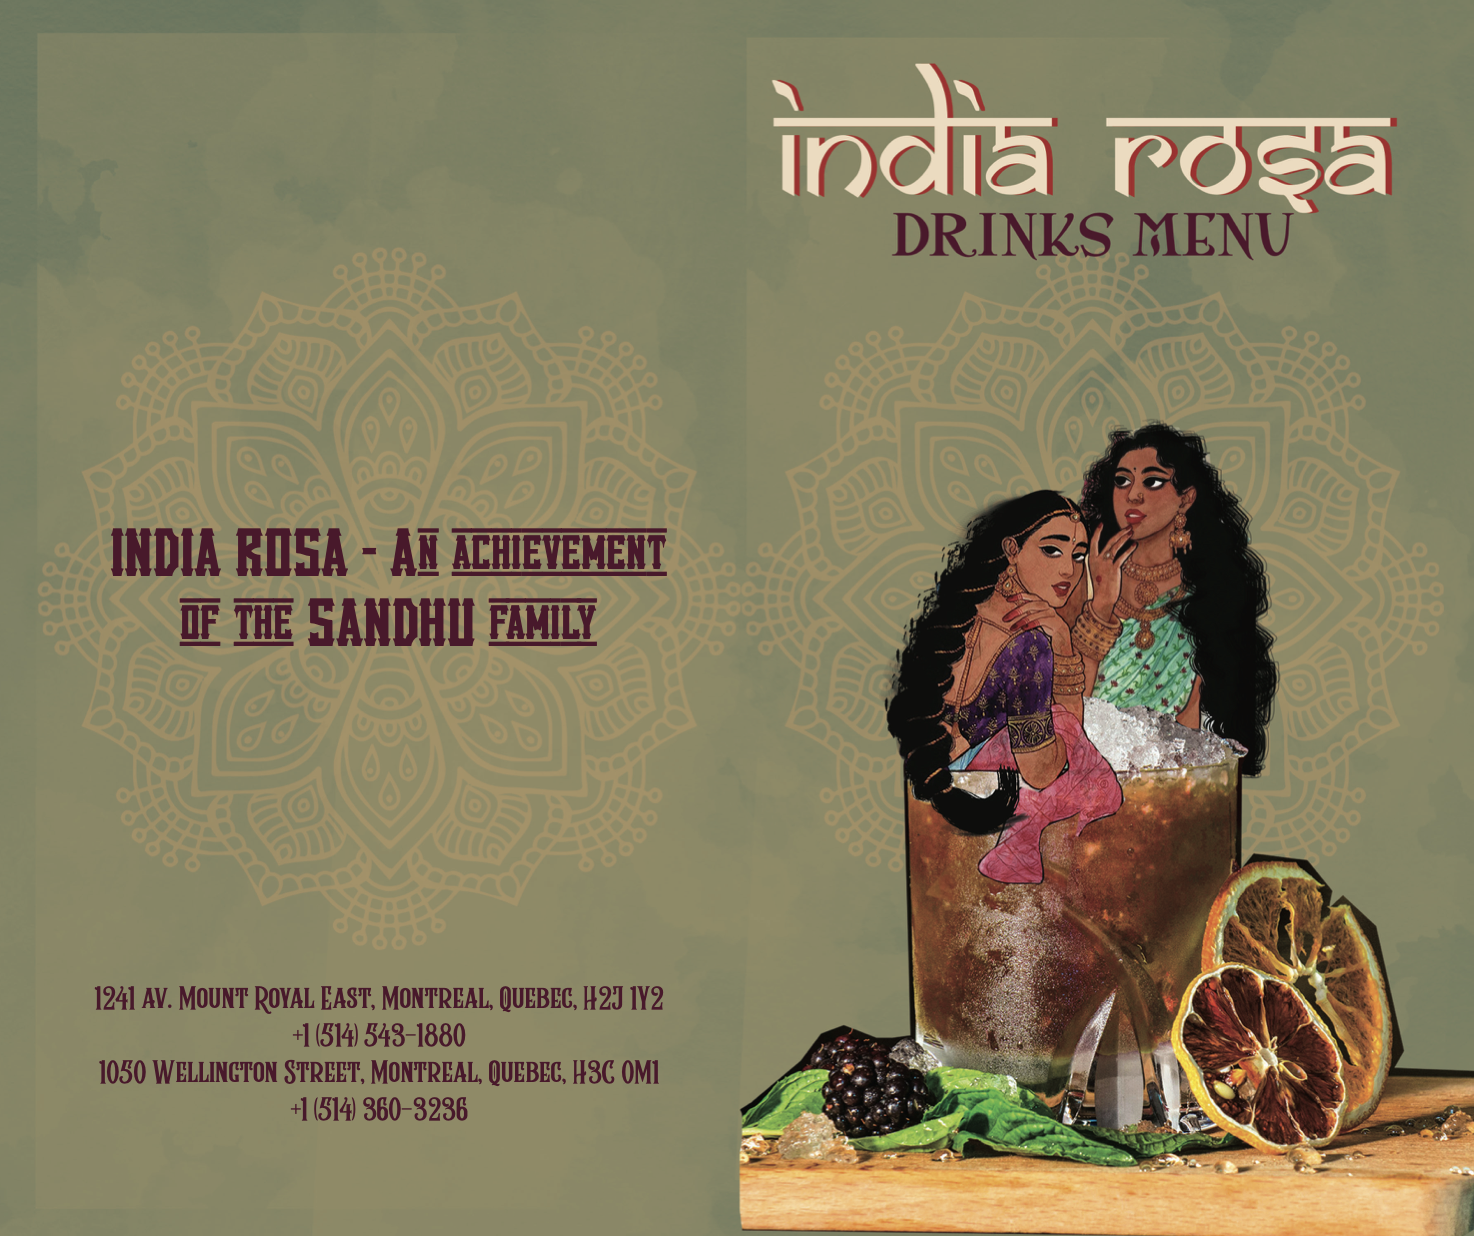 india rosa
DRINKS MENU
INDIA ROSA - An achievement
of the SANDHU family
1241 av. Mount Royal East, Montreal, Quebec, H2J 1Y2
+1 (514) 543-1880
1050 Wellington Street, Montreal, Quebec, H3C 0M1
+1 (514) 360-3236